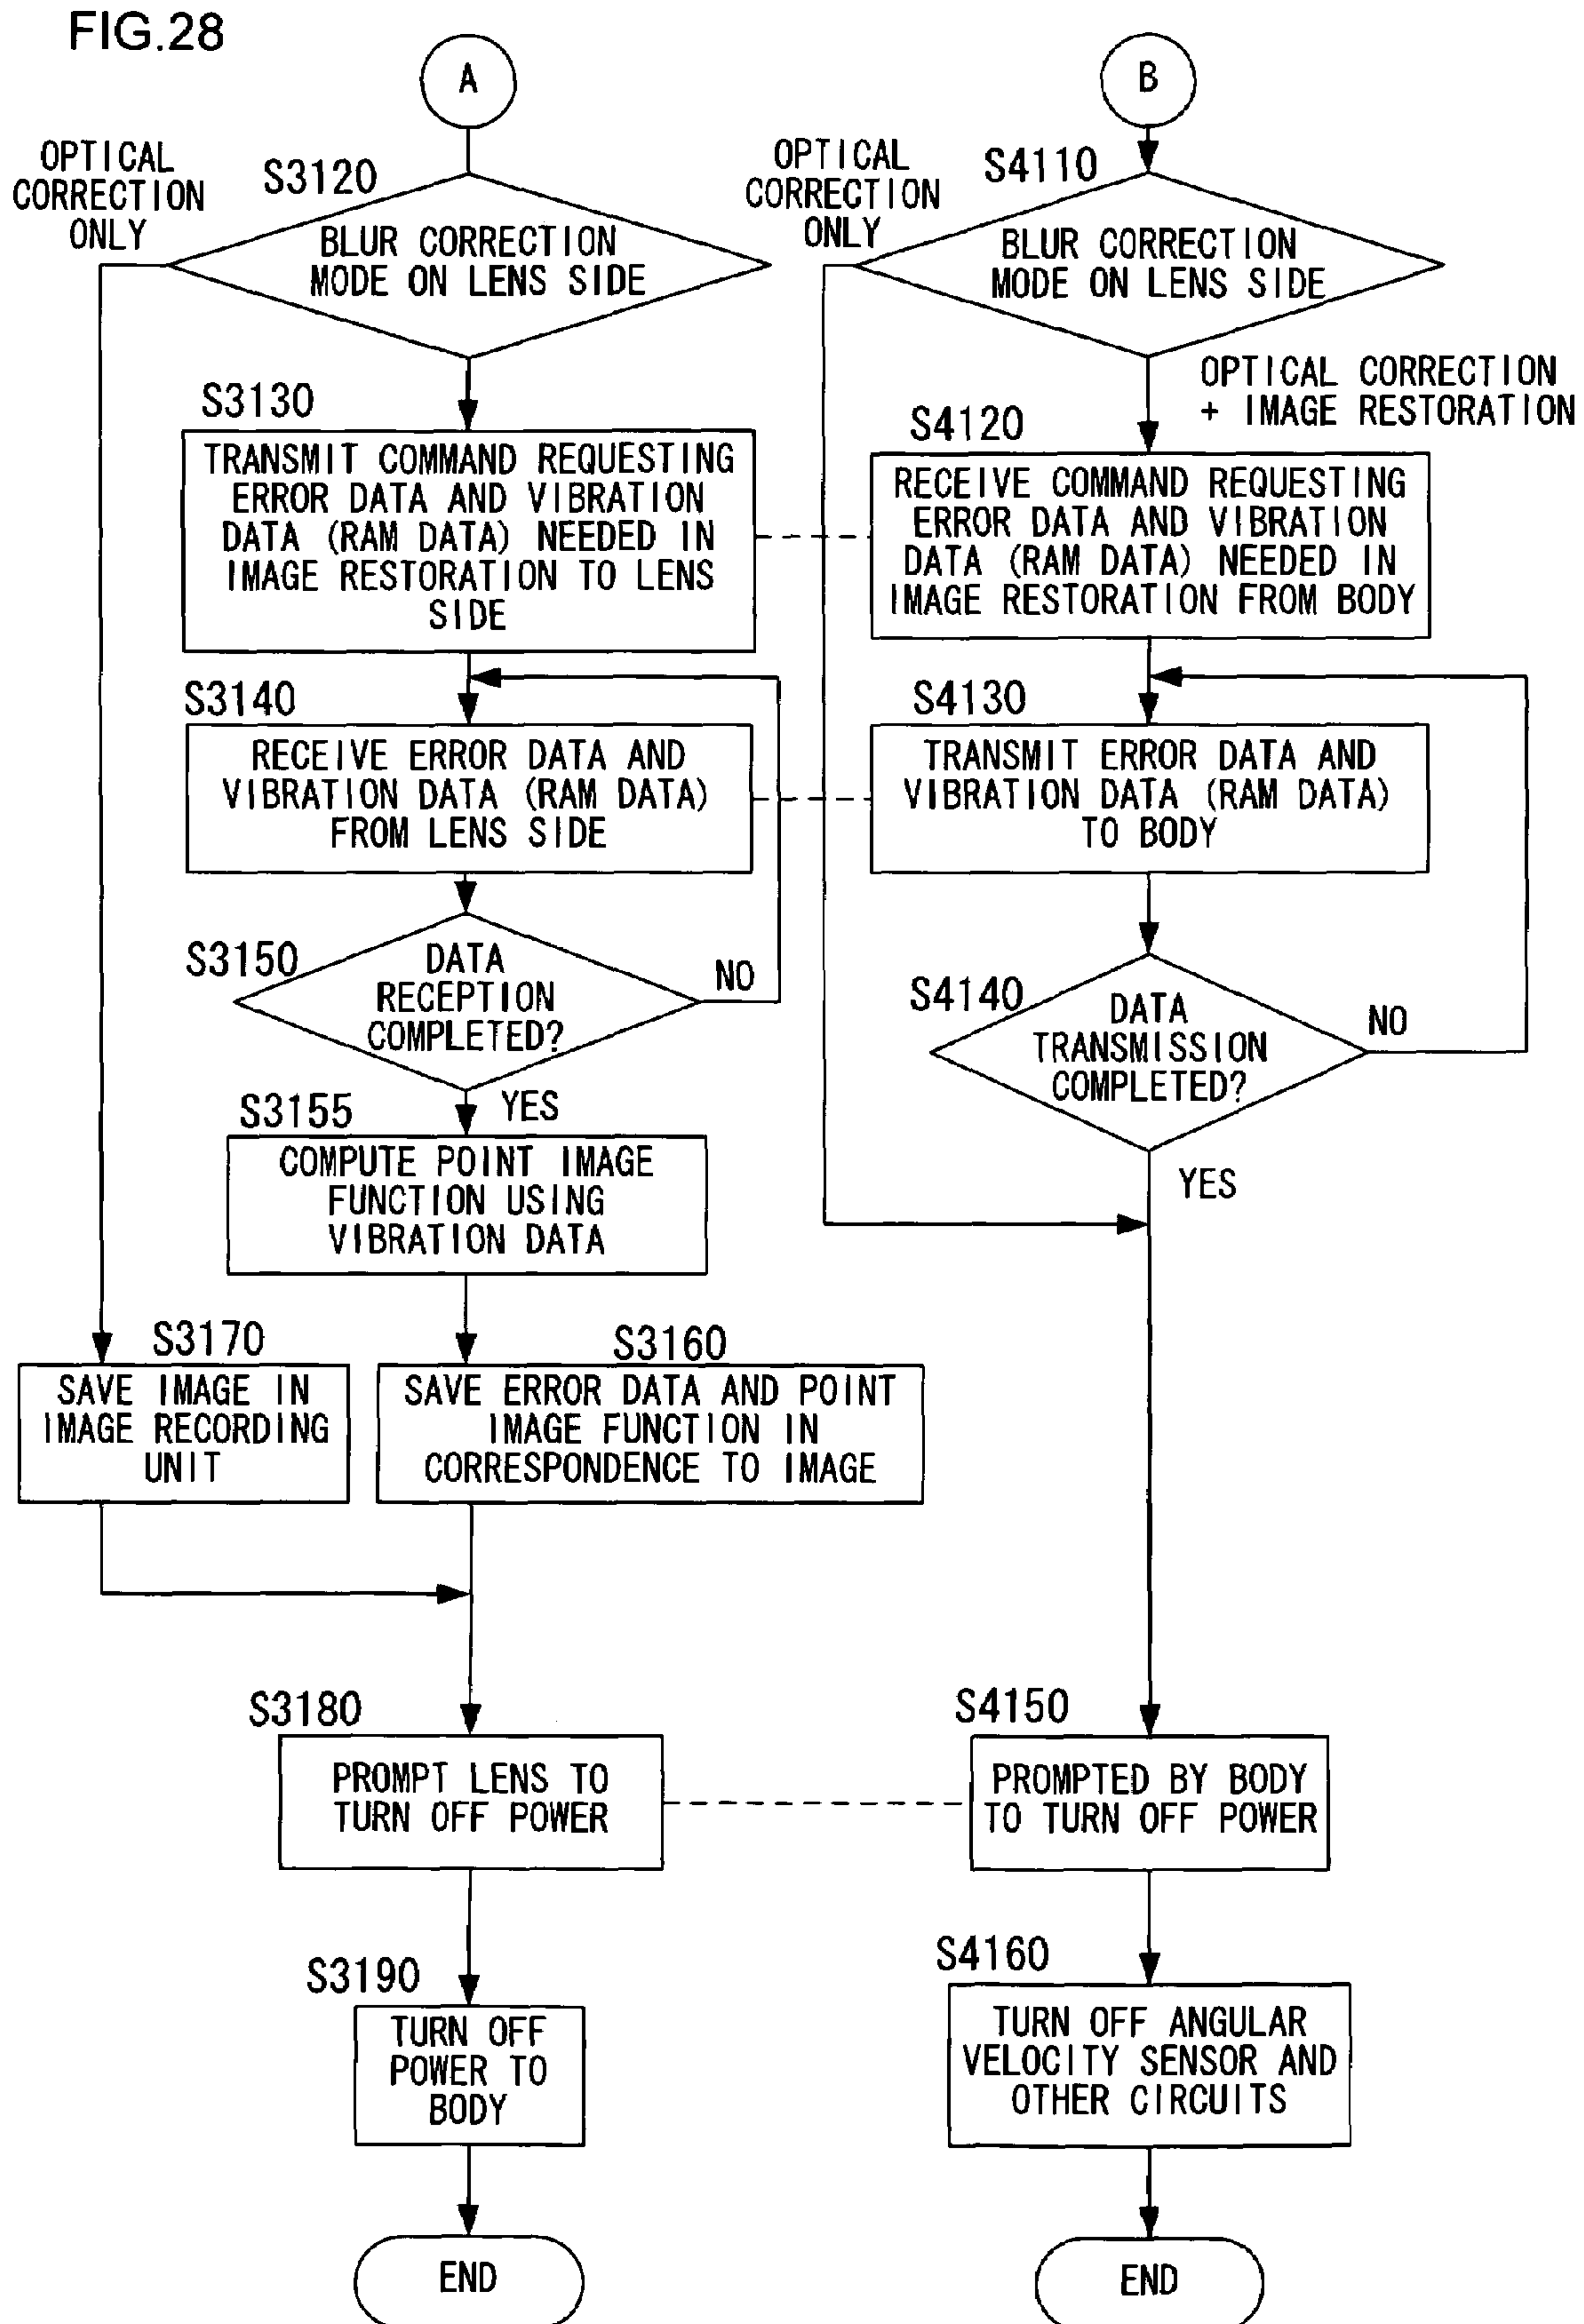 FIG.28
A
OPTICAL
CORRECTION
ONLY
S3120
BLUR CORRECTION
MODE ON LENS SIDE
S3130
TRANSMIT COMMAND REQUESTING
ERROR DATA AND VIBRATION
DATA (RAM DATA) NEEDED IN
IMAGE RESTORATION TO LENS
SIDE
S3140
RECEIVE ERROR DATA AND
VIBRATION DATA (RAM DATA)
FROM LENS SIDE
S3150
DATA
RECEPTION
COMPLETED?
NO
YES
S3155
COMPUTE POINT IMAGE
FUNCTION USING
VIBRATION DATA
S3170
SAVE IMAGE IN
IMAGE RECORDING
UNIT
S3160
SAVE ERROR DATA AND POINT
IMAGE FUNCTION IN
CORRESPONDENCE TO IMAGE
S3180
PROMPT LENS TO
TURN OFF POWER
S3190
TURN OFF
POWER TO
BODY
END
B
OPTICAL
CORRECTION
ONLY
S4110
BLUR CORRECTION
MODE ON LENS SIDE
OPTICAL CORRECTION
+ IMAGE RESTORATION
S4120
RECEIVE COMMAND REQUESTING
ERROR DATA AND VIBRATION
DATA (RAM DATA) NEEDED IN
IMAGE RESTORATION FROM BODY
S4130
TRANSMIT ERROR DATA AND
VIBRATION DATA (RAM DATA)
TO BODY
S4140
DATA
TRANSMISSION
COMPLETED?
NO
YES
S4150
PROMPTED BY BODY
TO TURN OFF POWER
S4160
TURN OFF ANGULAR
VELOCITY SENSOR AND
OTHER CIRCUITS
END